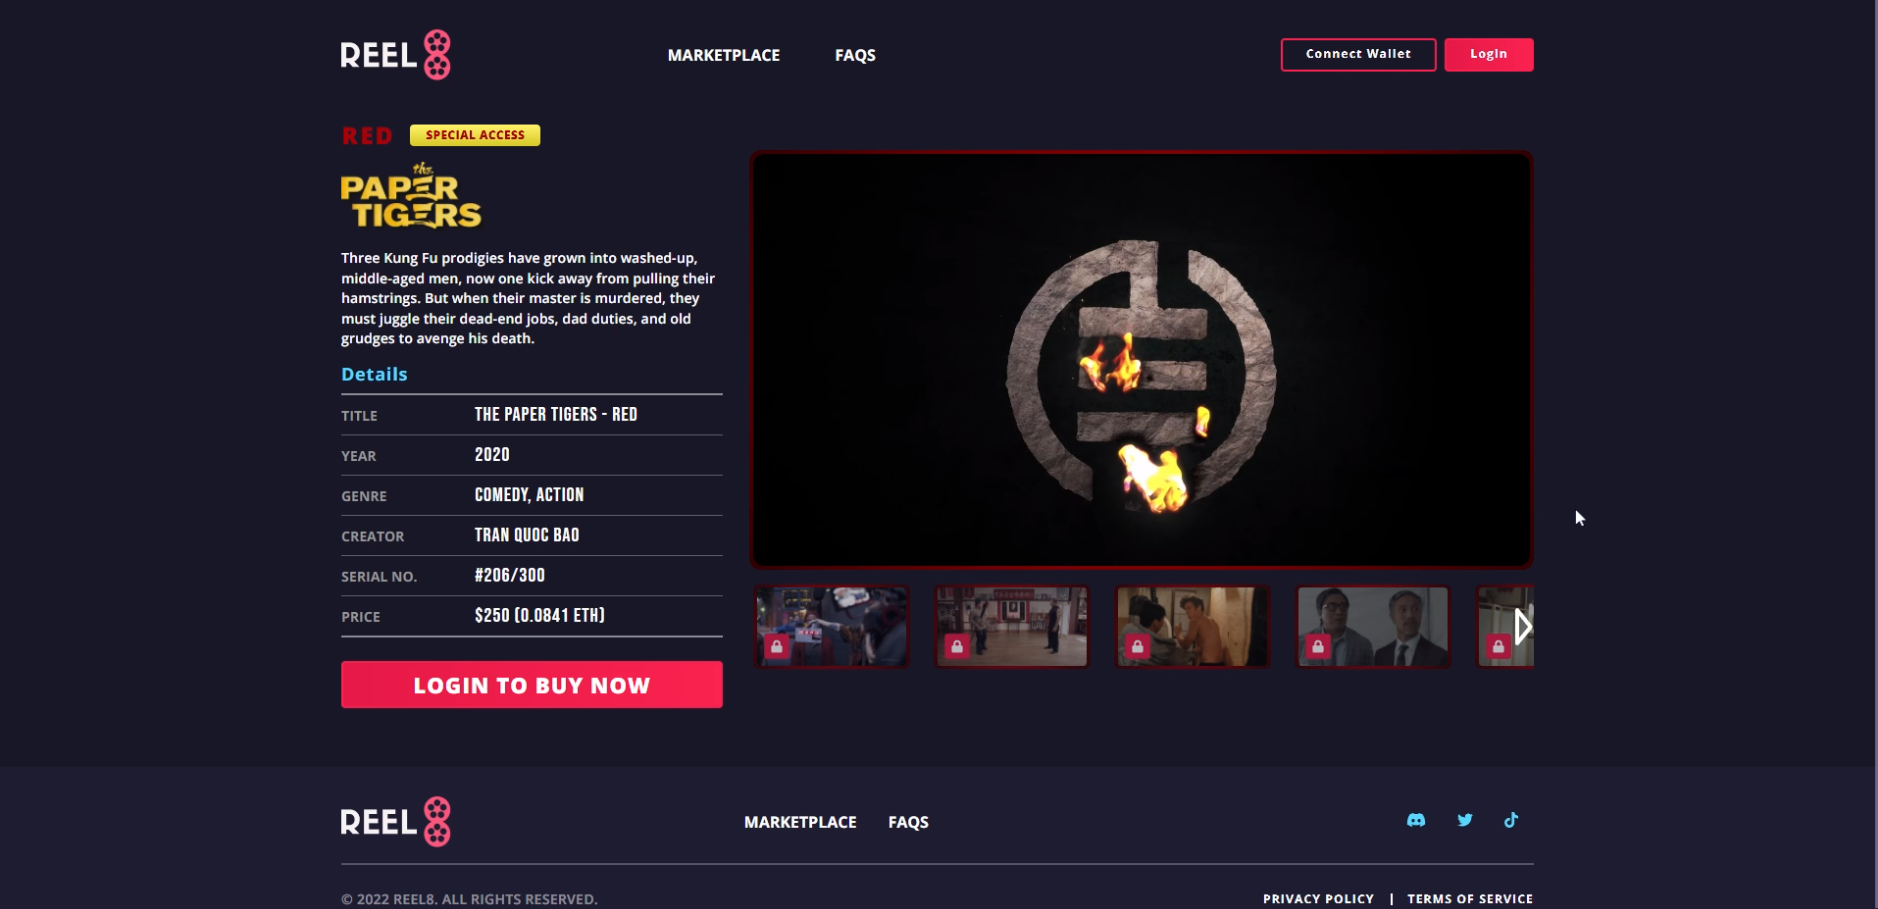 REEL8
MARKETPLACE
FAQS
Connect Wallet
Login
RED
SPECIAL ACCESS
the
PAPER
TIGERS
Three Kung Fu prodigies have grown into washed-up,
middle-aged men, now one kick away from pulling their
hamstrings. But when their master is murdered, they
must juggle their dead-end jobs, dad duties, and old
grudges to avenge his death.
Details
TITLE THE PAPER TIGERS - RED
YEAR 2020
GENRE COMEDY, ACTION
CREATOR TRAN QUOC BAO
SERIAL NO. #206/300
PRICE $250 (0.0841 ETH)
LOGIN TO BUY NOW
REEL8
MARKETPLACE
FAQS
© 2022 REEL8. ALL RIGHTS RESERVED.
PRIVACY POLICY | TERMS OF SERVICE